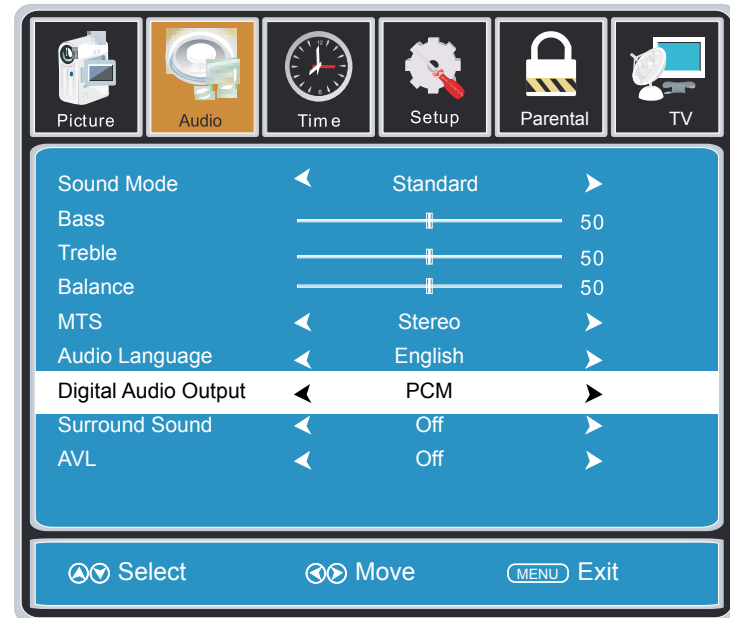 Picture Audio Time Setup Parental TV
Sound Mode Standard
Bass 50
Treble 50
Balance 50
MTS Stereo
Audio Language English
Digital Audio Output PCM
Surround Sound Off
AVL Off
Select Move MENU Exit